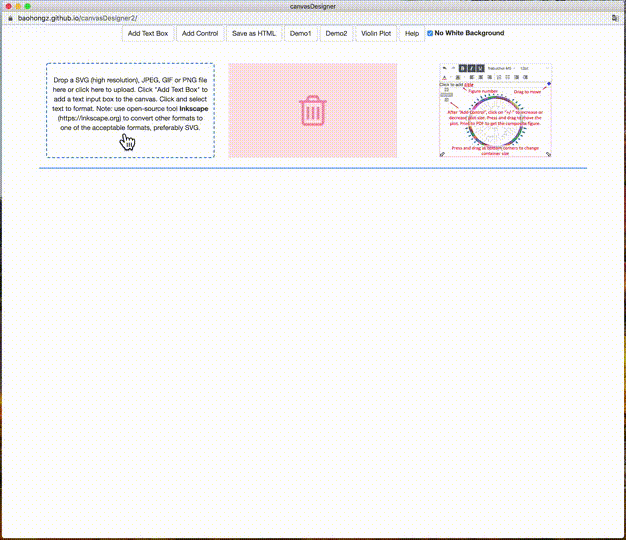 canvasDesigner
baohongz.github.io/canvasDesigner2/
Add Text Box Add Control Save as HTML Demo1 Demo2 Violin Plot Help No White Background
Drop a SVG (high resolution), JPEG, GIF or PNG file
here or click here to upload. Click "Add Text Box" to
add a text input box to the canvas. Click and select
text to format. Note: use open-source tool Inkscape
(https://inkscape.org) to convert other formats to
one of the acceptable formats, preferably SVG.
B I U
Click to add title
Figure number
Drag to move
After "Add Control", click on "+/-" to increase or
decrease plot size. Press and drag to move the
plot. Print to PDF to get the composite figure.
Press and drag at bottom corners to change
container size